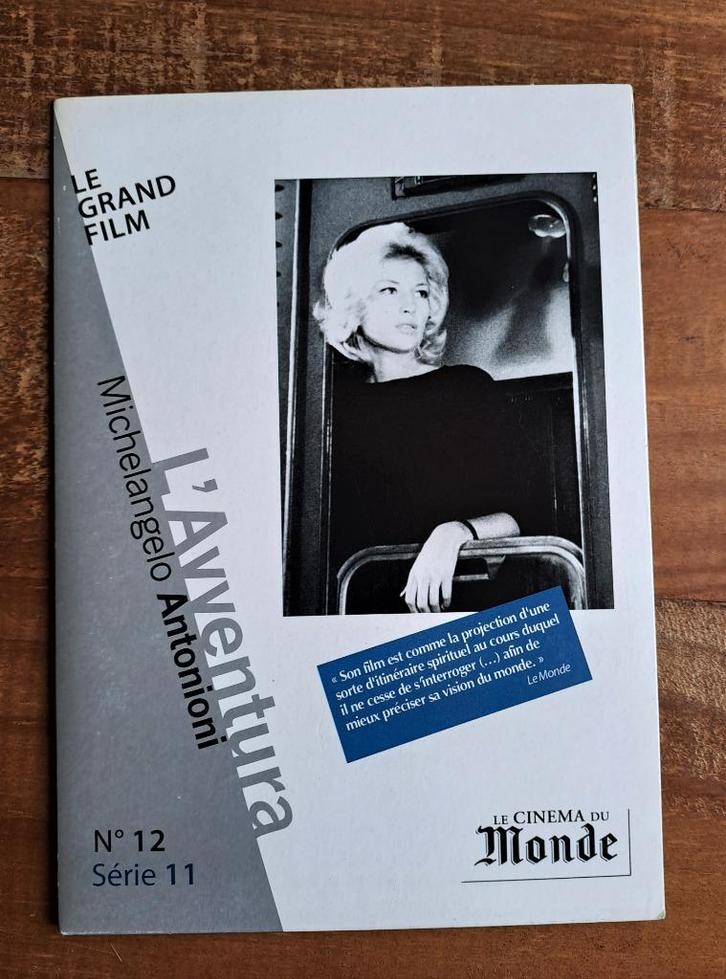 LE
GRAND
FILM
Michelangelo Antonioni
L'Avventura
« Son film est comme la projection d'une
sorte d'itinéraire spirituel au cours duquel
il ne cesse de s'interroger (...) afin de
mieux préciser sa vision du monde. »
Le Monde
N° 12
Série 11
LE CINEMA DU
Monde